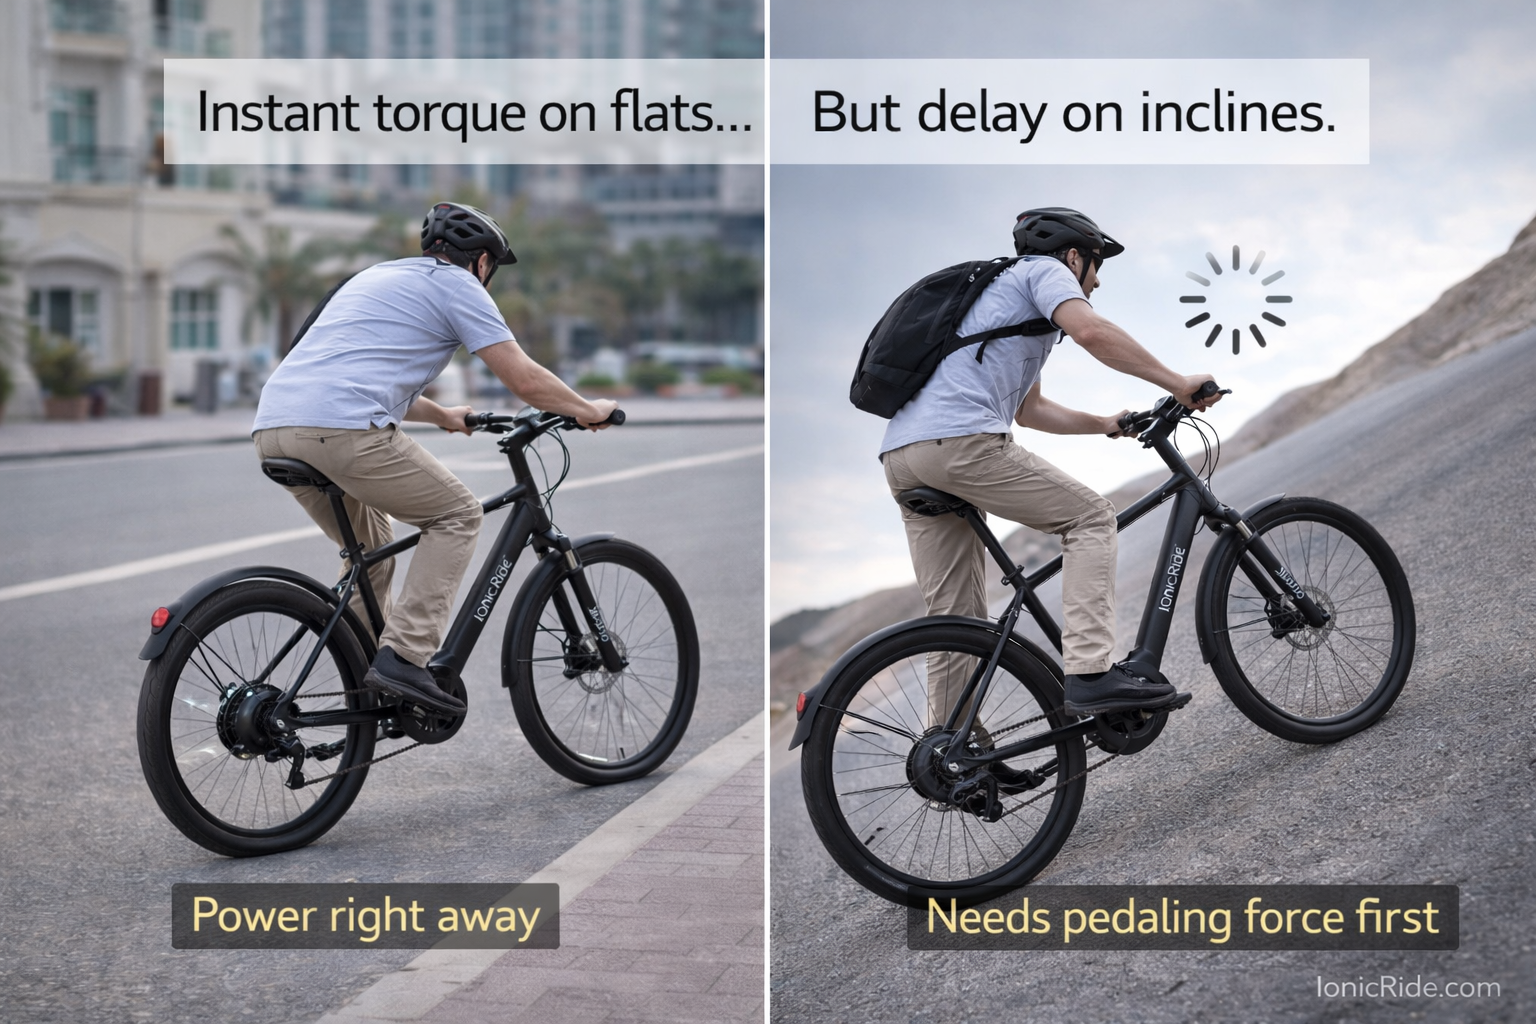 Instant torque on flats...
But delay on inclines.
IonicRide
IonicRide
Power right away
Needs pedaling force first
IonicRide.com